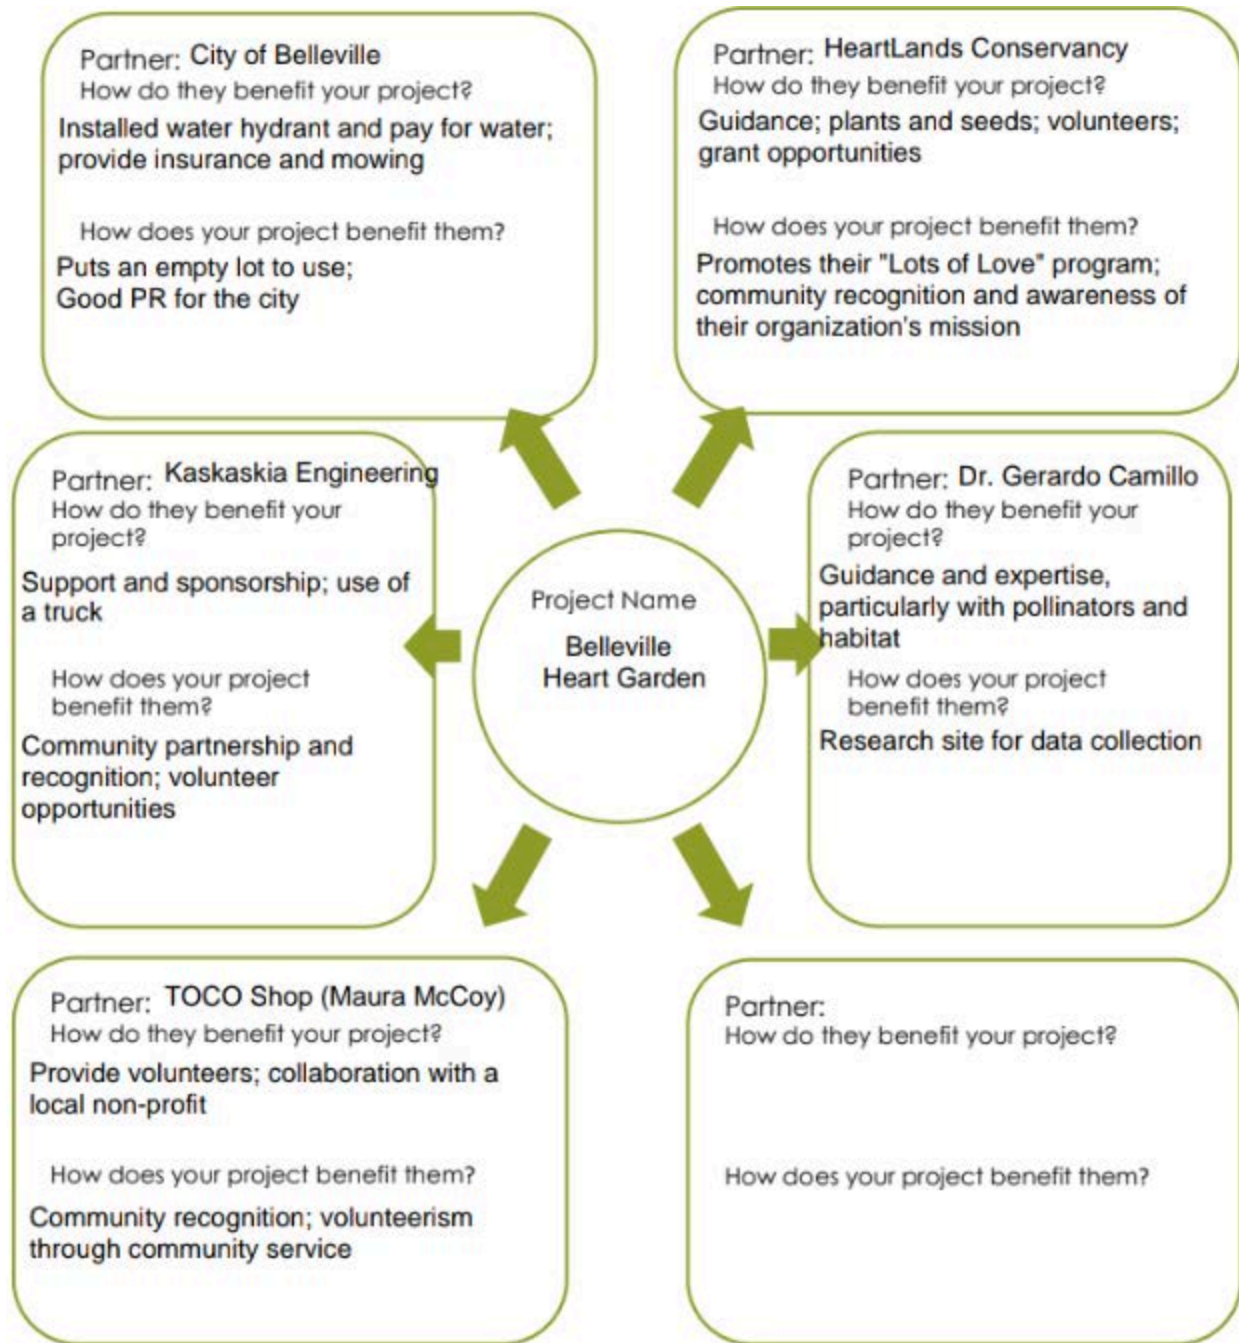 Partner: City of Belleville
How do they benefit your project?
Installed water hydrant and pay for water;
provide insurance and mowing
How does your project benefit them?
Puts an empty lot to use;
Good PR for the city
Partner: HeartLands Conservancy
How do they benefit your project?
Guidance; plants and seeds; volunteers;
grant opportunities
How does your project benefit them?
Promotes their "Lots of Love" program;
community recognition and awareness of
their organization's mission
Partner: Kaskaskia Engineering
How do they benefit your
project?
Support and sponsorship; use of
a truck
How does your project
benefit them?
Community partnership and
recognition; volunteer
opportunities
Project Name
Belleville
Heart Garden
Partner: Dr. Gerardo Camillo
How do they benefit your
project?
Guidance and expertise,
particularly with pollinators and
habitat
How does your project
benefit them?
Research site for data collection
Partner: TOCO Shop (Maura McCoy)
How do they benefit your project?
Provide volunteers; collaboration with a
local non-profit
How does your project benefit them?
Community recognition; volunteerism
through community service
Partner:
How do they benefit your project?
How does your project benefit them?